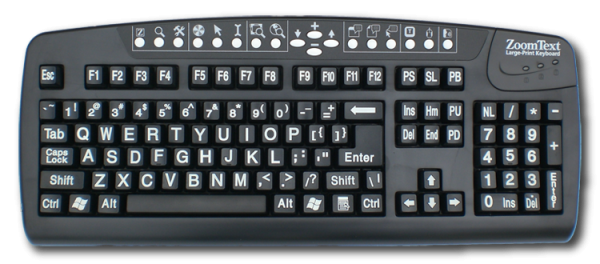 ZoomText
Large-Print Keyboard
Esc F1 F2 F3 F4 F5 F6 F7 F8 F9 F10 F11 F12 PS SL PB
~` 1! 2@ 3# 4$ 5% 6^ 7& 8* 9( 0) -_ += Ins Hm PU NL / * -
Tab Q W E R T Y U I O P [{ ]} Del End PD 7 8 9 +
Caps Lock A S D F G H J K L ;: '" Enter 4 5 6
Shift Z X C V B N M ,< .> /? Shift \| 1 2 3 Enter
Ctrl Alt Alt Ctrl 0 Ins Del